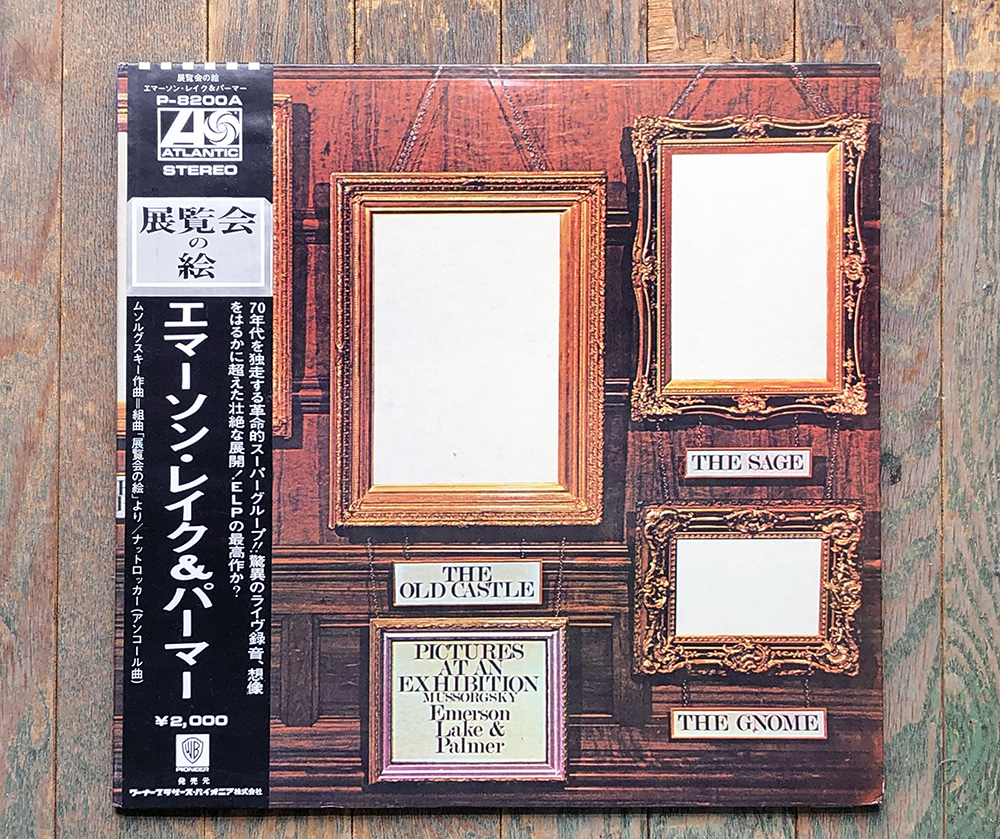 展覧会の絵
エマーソン・レイク&パーマー
P-8200A
ATLANTIC
STEREO
展覧会
の
絵
70年代を独走する革命的スーパーグループ!!驚異のライヴ録音、想像
をはるかに超えた壮絶な展開!ELPの最高作か?
エマーソン・レイク&パーマー
ムソルグスキー作曲=組曲「展覧会の絵」より/ナットロッカー(アンコール曲)
¥2,000
WB
PIONEER
発売元
ワーナーブラザーズ・パイオニア株式会社
THE SAGE
THE
OLD CASTLE
PICTURES
AT AN
EXHIBITION
MUSSORGSKY
Emerson
Lake &
Palmer
THE GNOME